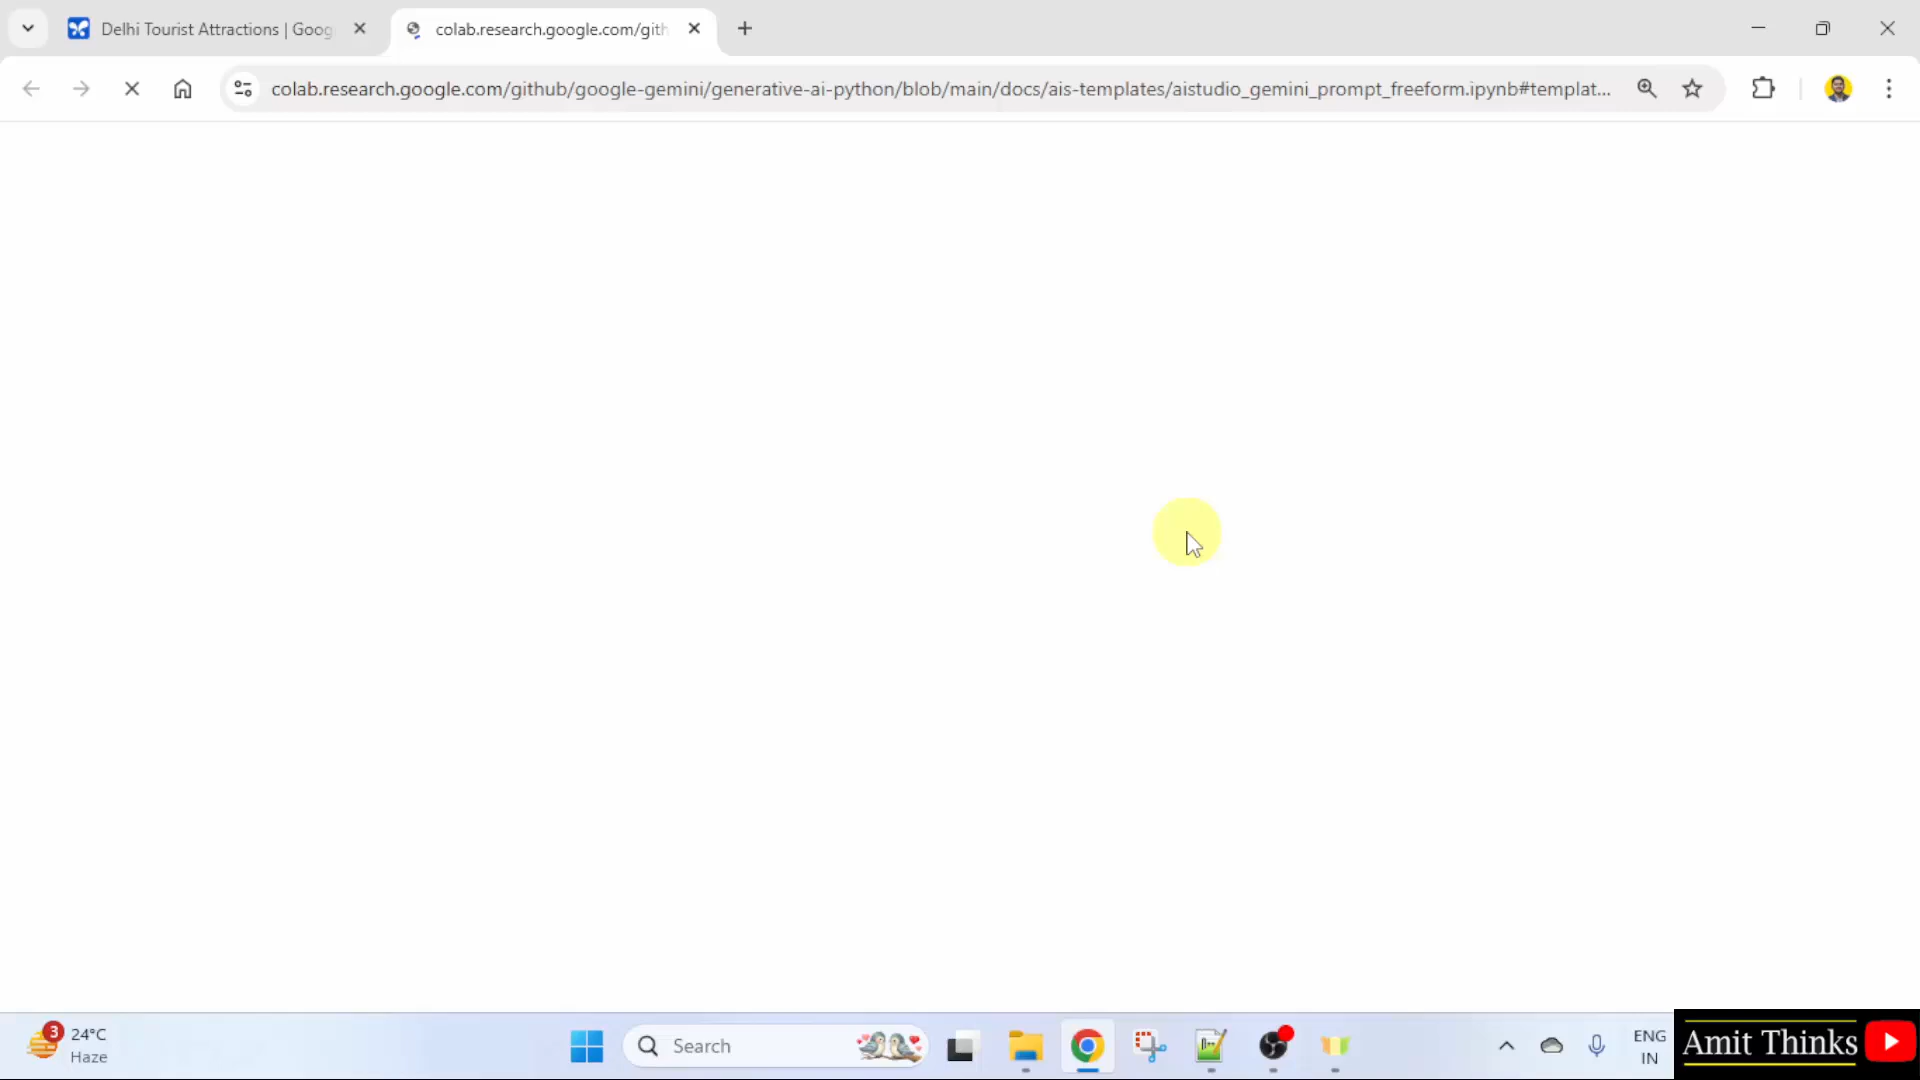 Delhi Tourist Attractions | Goog
colab.research.google.com/gith
colab.research.google.com/github/google-gemini/generative-ai-python/blob/main/docs/ais-templates/aistudio_gemini_prompt_freeform.ipynb#templat...
3
24°C
Haze
Search
ENG
IN
Amit Thinks